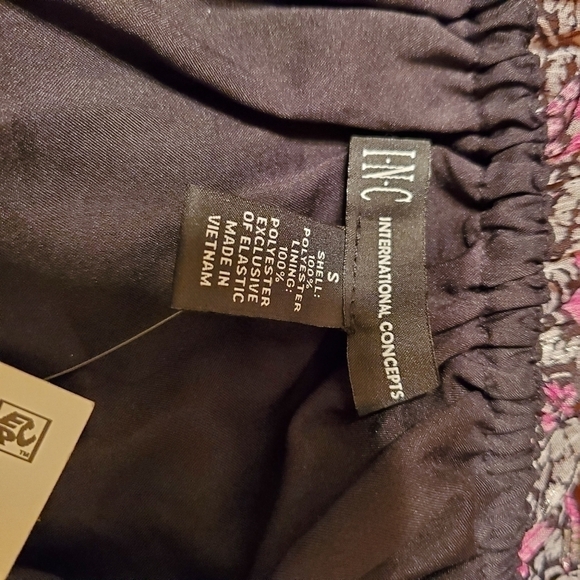 I·N·C
INTERNATIONAL CONCEPTS
S
SHELL:
100%
POLYESTER
LINING:
100%
POLYESTER
EXCLUSIVE
OF ELASTIC
MADE IN
VIETNAM